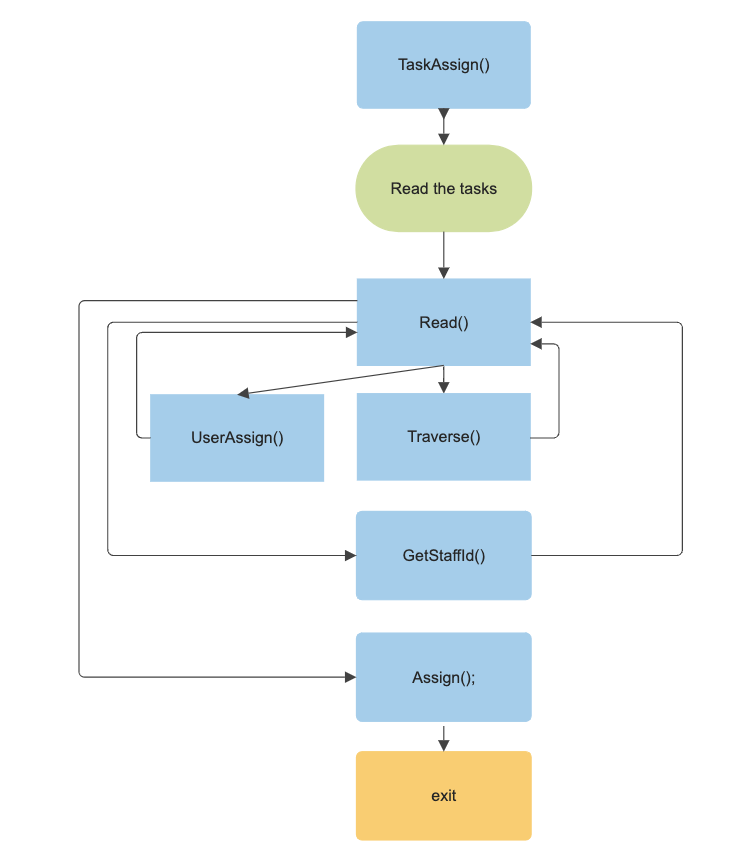 TaskAssign()
Read the tasks
Read()
UserAssign()
Traverse()
GetStaffId()
Assign();
exit